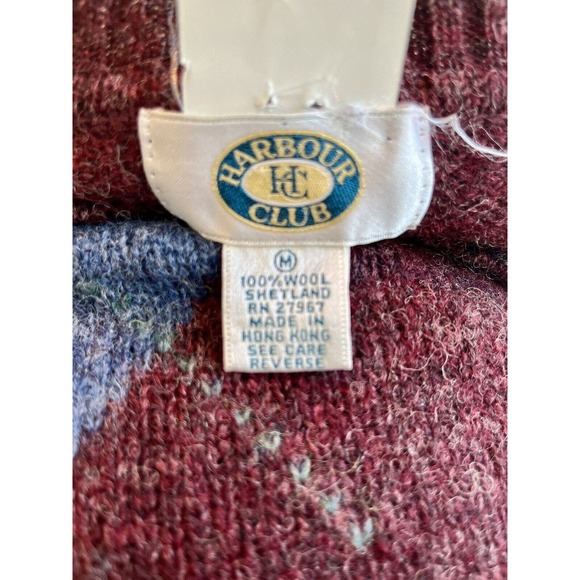 HARBOUR
HC
CLUB
M
100% WOOL
SHETLAND
RN 27967
MADE IN
HONG KONG
SEE CARE
REVERSE